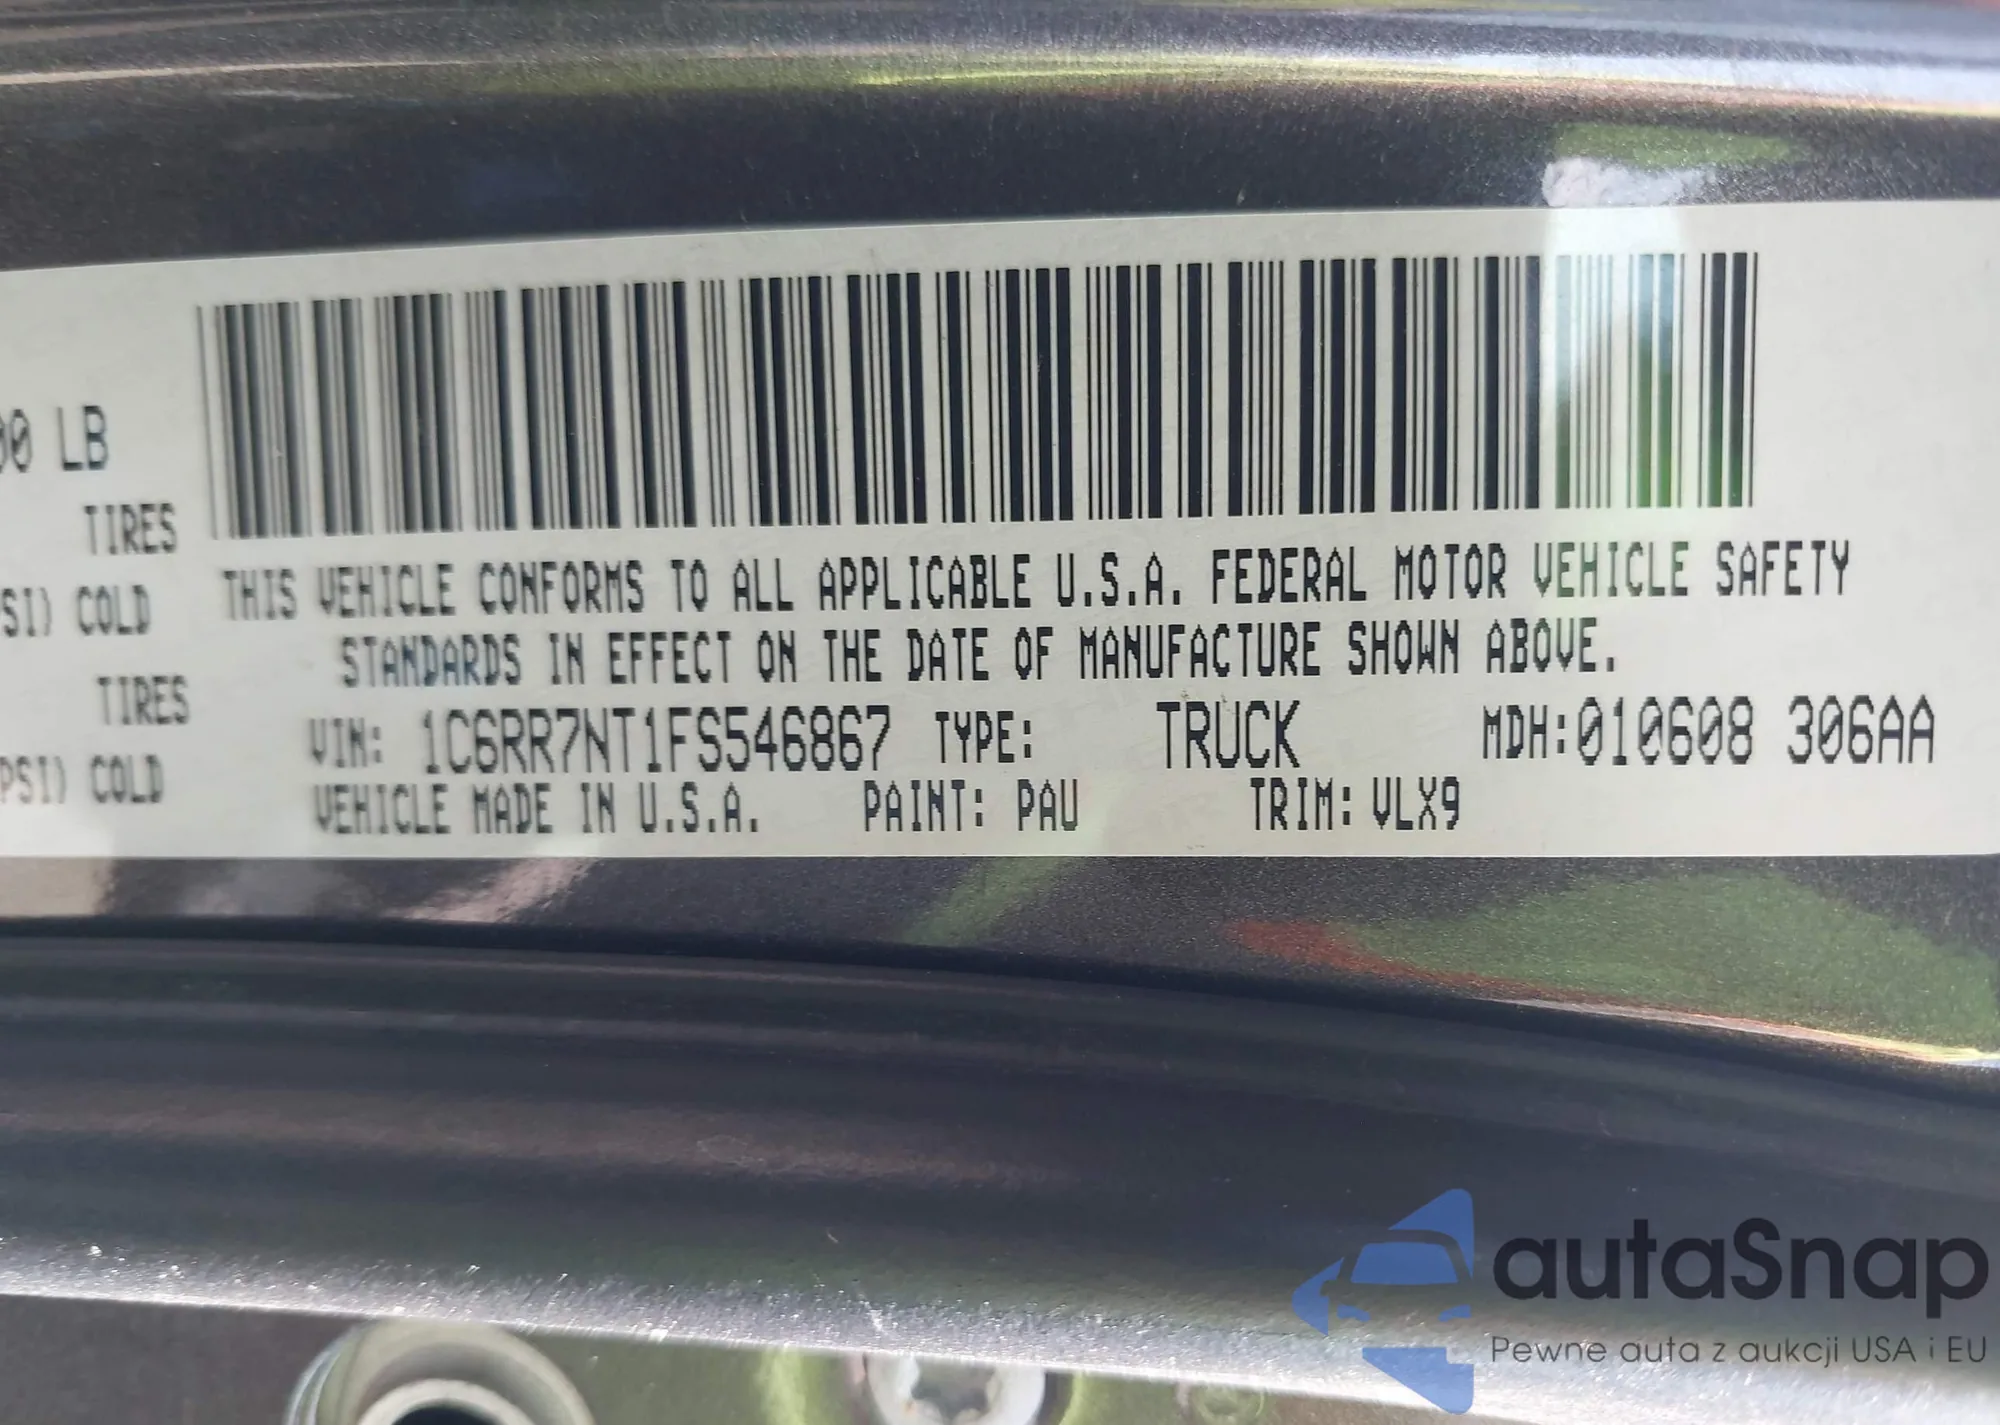 00 LB
TIRES
PSI) COLD
TIRES
PSI) COLD
THIS VEHICLE CONFORMS TO ALL APPLICABLE U.S.A. FEDERAL MOTOR VEHICLE SAFETY
STANDARDS IN EFFECT ON THE DATE OF MANUFACTURE SHOWN ABOVE.
VIN: 1C6RR7NT1FS546867 TYPE: TRUCK MDH:010608 306AA
VEHICLE MADE IN U.S.A. PAINT: PAU TRIM: VLX9
autaSnap
Pewne auta z aukcji USA i EU